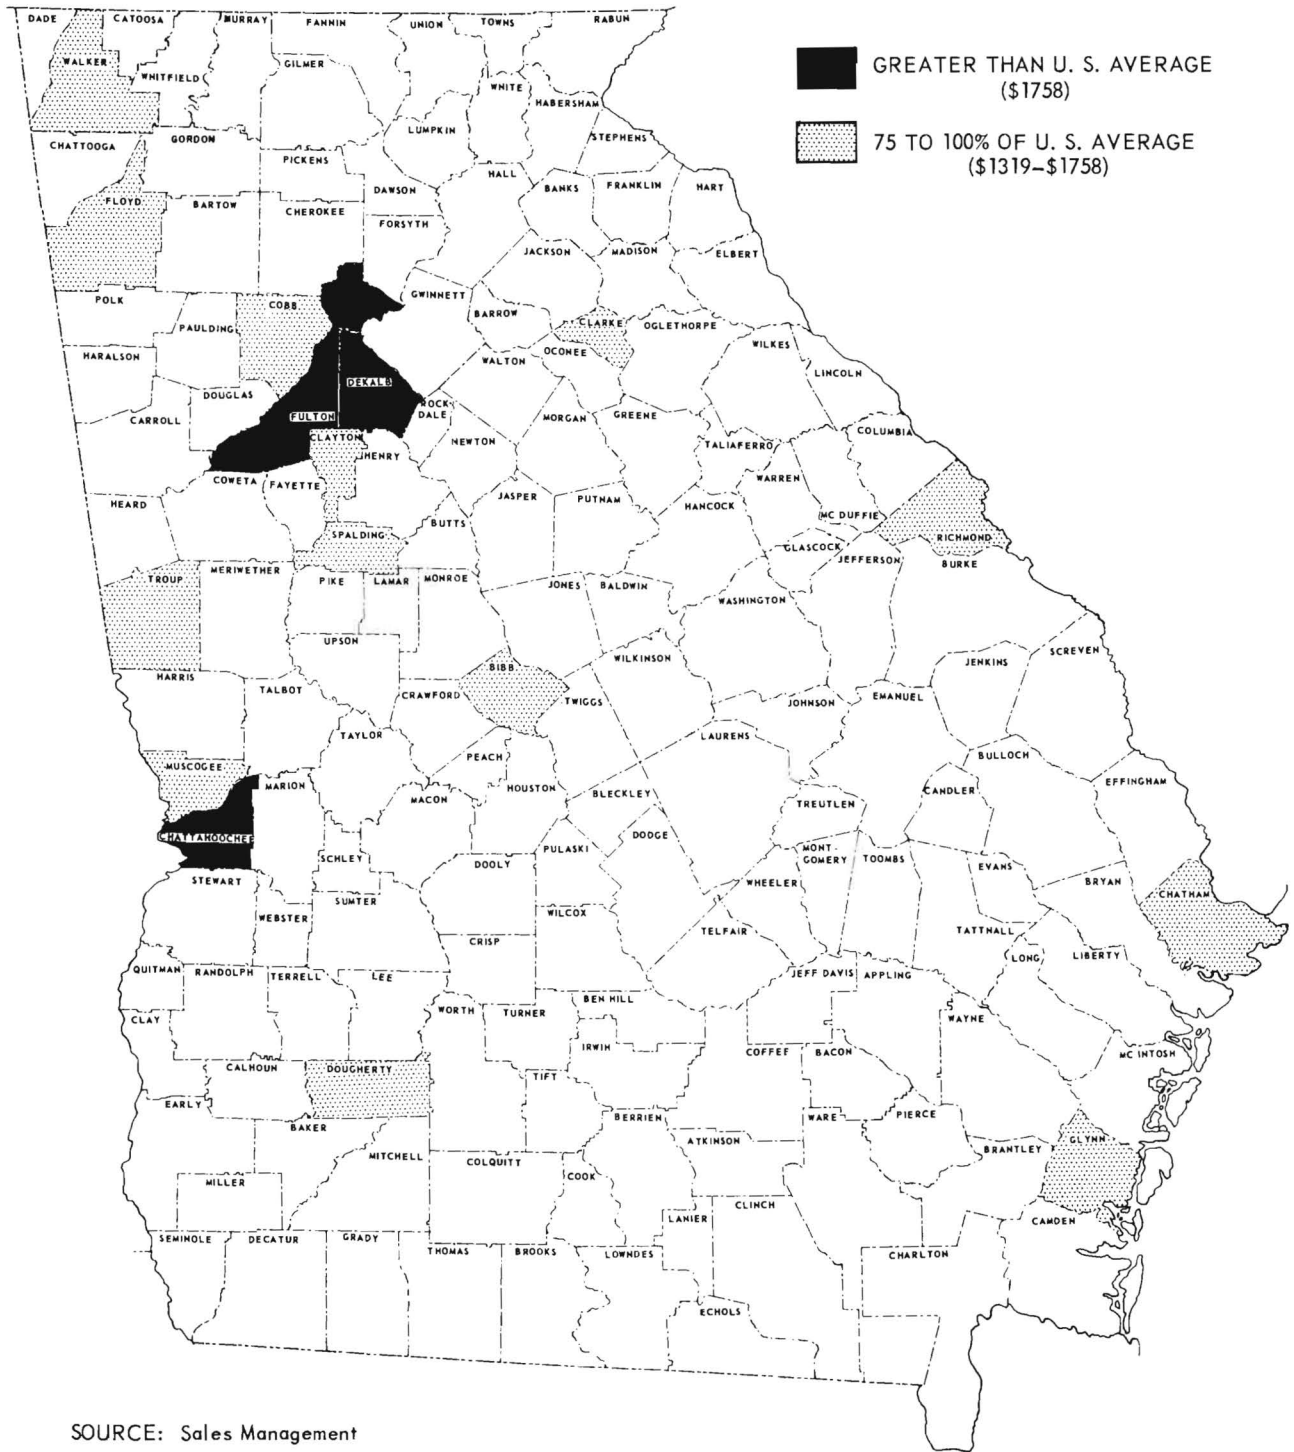 DADE CATOOSA MURRAY FANNIN UNION TOWNS RABUN
GREATER THAN U. S. AVERAGE
($1758)
WALKER WHITFIELD GILMER WHITE HABERSHAM
75 TO 100% OF U. S. AVERAGE
($1319–$1758)
CHATTOOGA GORDON LUMPKIN STEPHENS
PICKENS DAWSON HALL BANKS FRANKLIN HART
FLOYD BARTOW CHEROKEE FORSYTH
JACKSON MADISON ELBERT
POLK COBB GWINNETT BARROW CLARKE OGLETHORPE
PAULDING OCONEE WILKES
HARALSON WALTON LINCOLN
DOUGLAS DEKALB
CARROLL FULTON ROCK
DALE MORGAN GREENE
CLAYTON HENRY NEWTON TALIAFERRO COLUMBIA
COWETA FAYETTE WARREN
HEARD JASPER PUTNAM HANCOCK MC DUFFIE
SPALDING BUTTS GLASCOCK RICHMOND
JEFFERSON BURKE
TROUP MERIWETHER PIKE LAMAR MONROE JONES BALDWIN
WASHINGTON
UPSON WILKINSON SCREVEN
HARRIS BIBB JENKINS
TALBOT CRAWFORD TWIGGS JOHNSON EMANUEL
TAYLOR LAURENS
MUSCOGEE PEACH BULLOCH
MARION MACON HOUSTON BLECKLEY CANDLER EFFINGHAM
TREUTLEN
CHATTAHOOCHEE DODGE
SCHLEY DOOLY PULASKI MONT-
GOMERY TOOMBS EVANS
STEWART WHEELER BRYAN CHATHAM
WEBSTER SUMTER WILCOX
CRISP TELFAIR TATTNALL
QUITMAN RANDOLPH TERRELL LEE JEFF DAVIS APPLING LONG LIBERTY
CLAY WORTH TURNER BEN HILL WAYNE
IRWIN COFFEE BACON MC INTOSH
CALHOUN DOUGHERTY TIFT
EARLY BAKER BERRIEN WARE PIERCE
MITCHELL COLQUITT ATKINSON BRANTLEY GLYNN
MILLER COOK
LANIER CLINCH CAMDEN
SEMINOLE DECATUR GRADY THOMAS BROOKS LOWNDES CHARLTON
ECHOLS
SOURCE: Sales Management